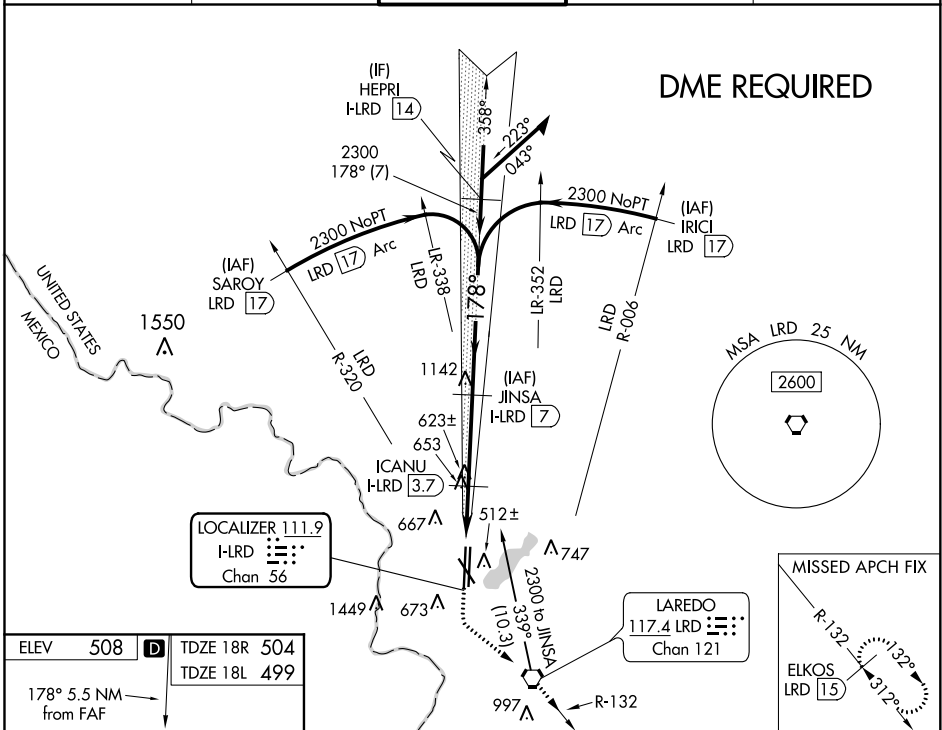 DME REQUIRED
(IF)
HEPRI
I-LRD 14
358°
223°
043°
2300
178° (7)
2300 NoPT
LRD 17 Arc
(IAF)
SAROY
LRD 17
LR-338
LRD
178°
LR-352
LRD
2300 NoPT
LRD 17 Arc
(IAF)
IRICI
LRD 17
LRD
R-006
LRD
R-320
UNITED STATES
MEXICO
1550
1142
(IAF)
JINSA
I-LRD 7
MSA LRD 25 NM
2600
623±
653
ICANU
I-LRD 3.7
667
512±
747
LOCALIZER 111.9
I-LRD
Chan 56
1449
673
2300 to JINSA
339°
(10.3)
LAREDO
117.4 LRD
Chan 121
997
R-132
MISSED APCH FIX
R-132
ELKOS
LRD 15
132°
312°
ELEV 508 D TDZE 18R 504
TDZE 18L 499
178° 5.5 NM
from FAF